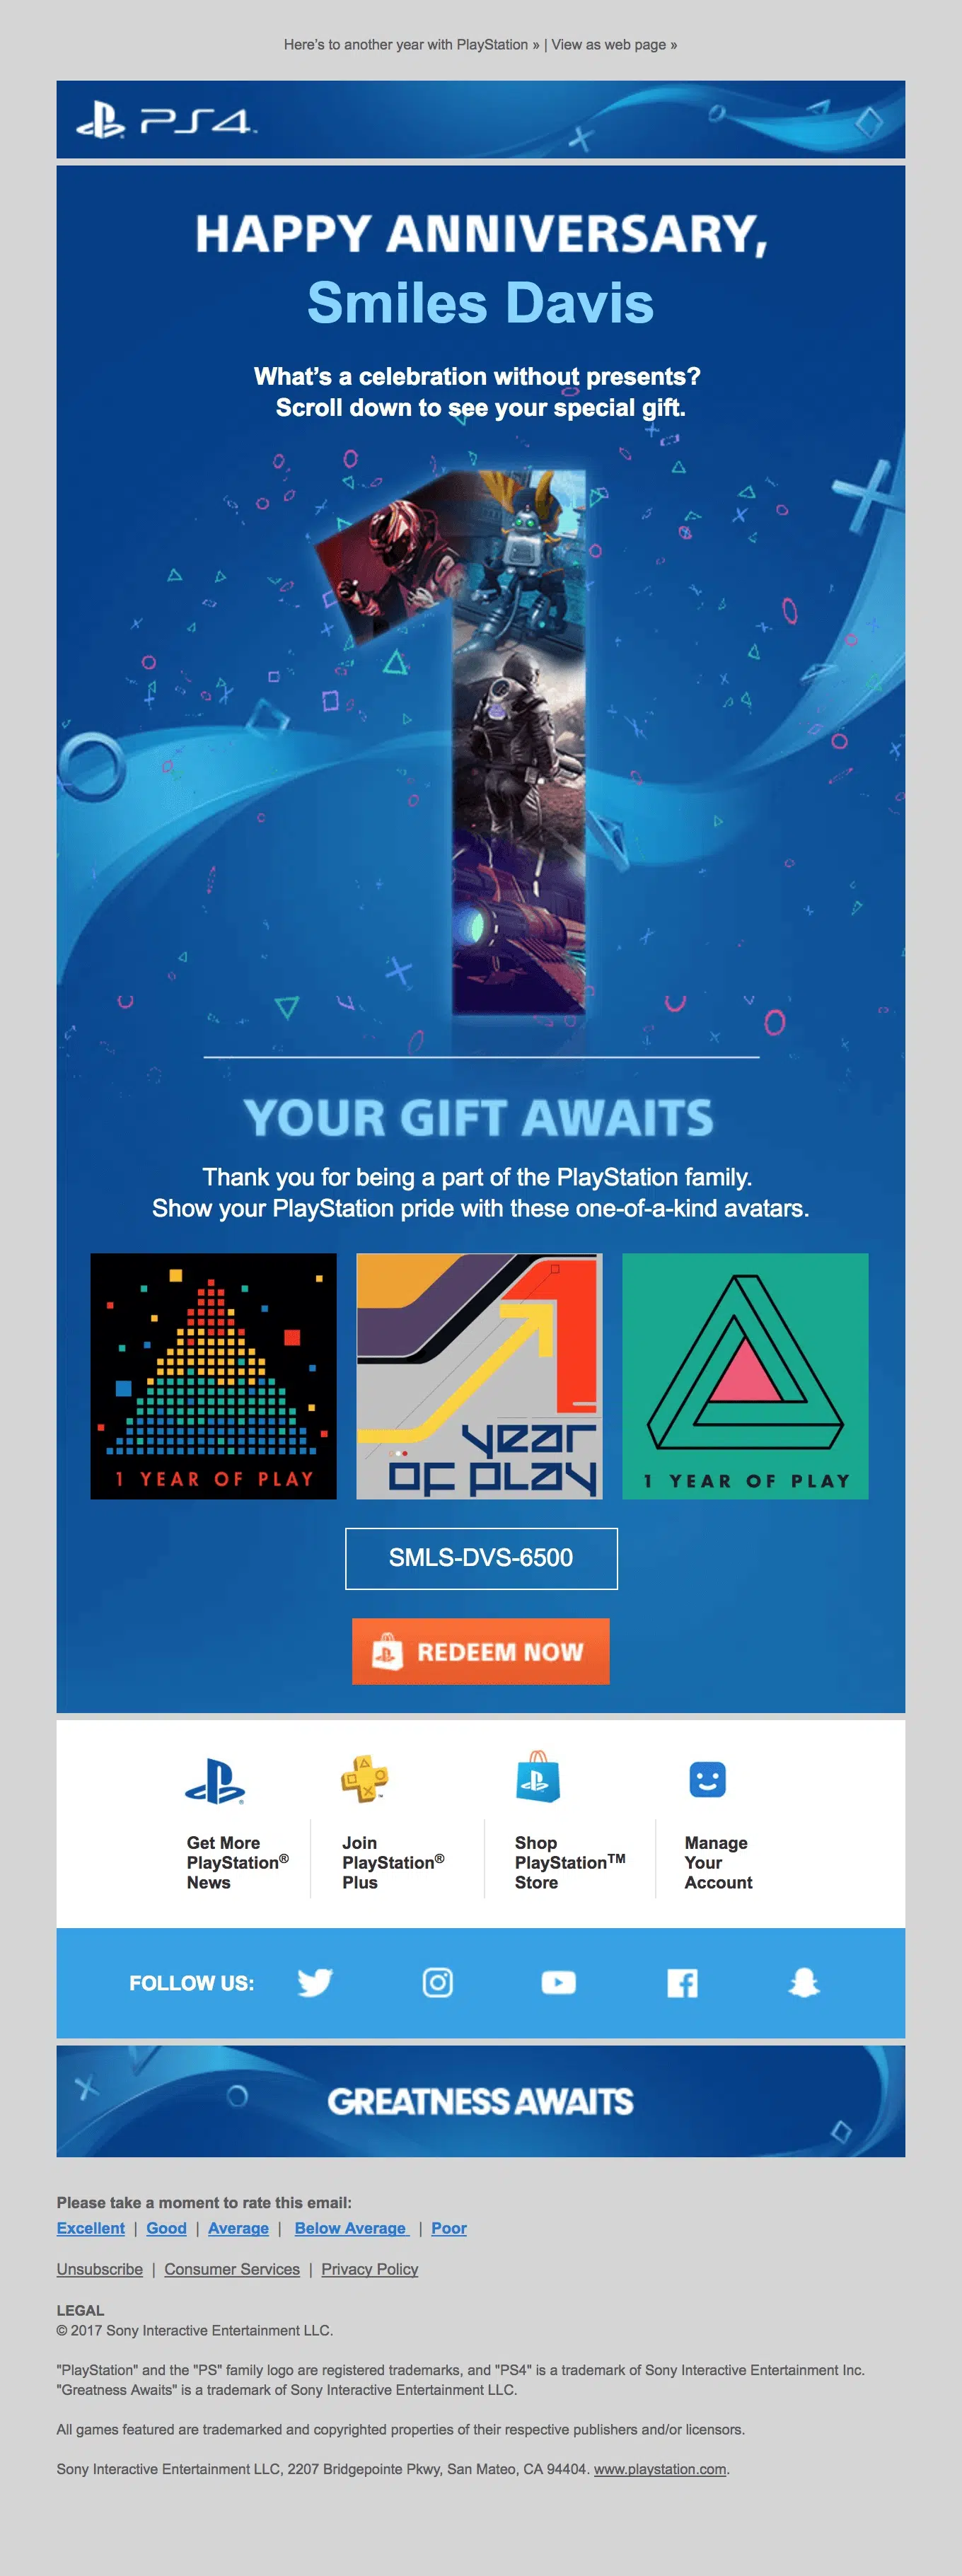 Here's to another year with PlayStation » | View as web page »
PS4
HAPPY ANNIVERSARY,
Smiles Davis
What's a celebration without presents?
Scroll down to see your special gift.
YOUR GIFT AWAITS
Thank you for being a part of the PlayStation family.
Show your PlayStation pride with these one-of-a-kind avatars.
1 YEAR OF PLAY
1
year
of play
1 YEAR OF PLAY
SMLS-DVS-6500
REDEEM NOW
Get More
PlayStation®
News
Join
PlayStation®
Plus
Shop
PlayStation™
Store
Manage
Your
Account
FOLLOW US:
GREATNESS AWAITS
Please take a moment to rate this email:
Excellent | Good | Average | Below Average | Poor
Unsubscribe | Consumer Services | Privacy Policy
LEGAL
© 2017 Sony Interactive Entertainment LLC.
"PlayStation" and the "PS" family logo are registered trademarks, and "PS4" is a trademark of Sony Interactive Entertainment Inc.
"Greatness Awaits" is a trademark of Sony Interactive Entertainment LLC.
All games featured are trademarked and copyrighted properties of their respective publishers and/or licensors.
Sony Interactive Entertainment LLC, 2207 Bridgepointe Pkwy, San Mateo, CA 94404. www.playstation.com.